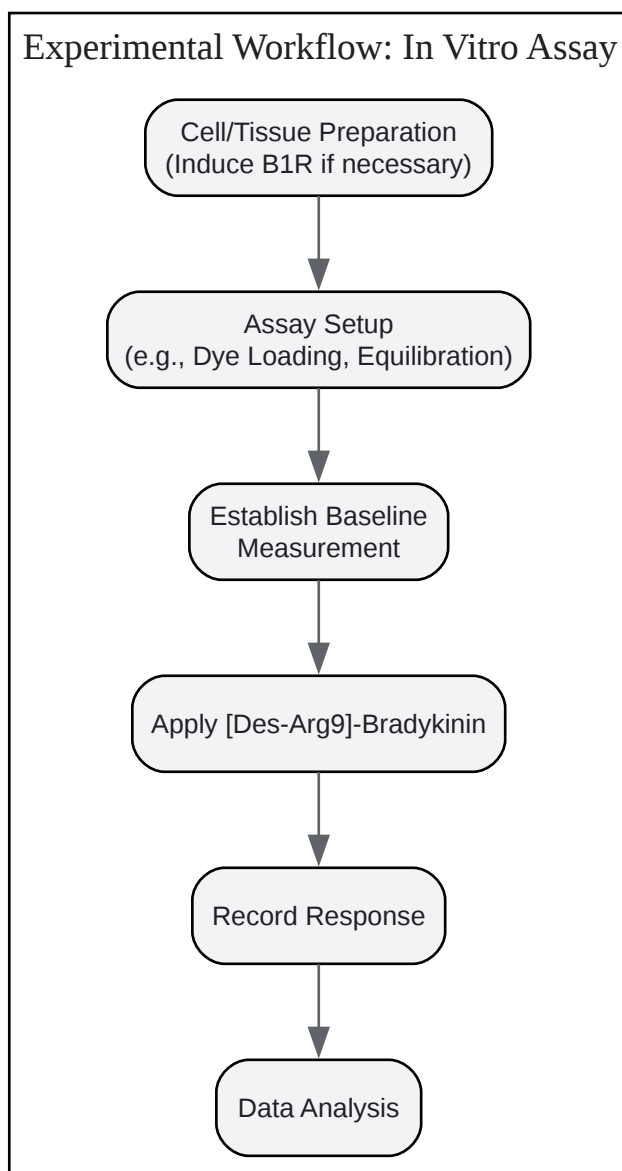 Experimental Workflow: In Vitro Assay
Cell/Tissue Preparation
(Induce B1R if necessary)
Assay Setup
(e.g., Dye Loading, Equilibration)
Establish Baseline
Measurement
Apply [Des-Arg9]-Bradykinin
Record Response
Data Analysis